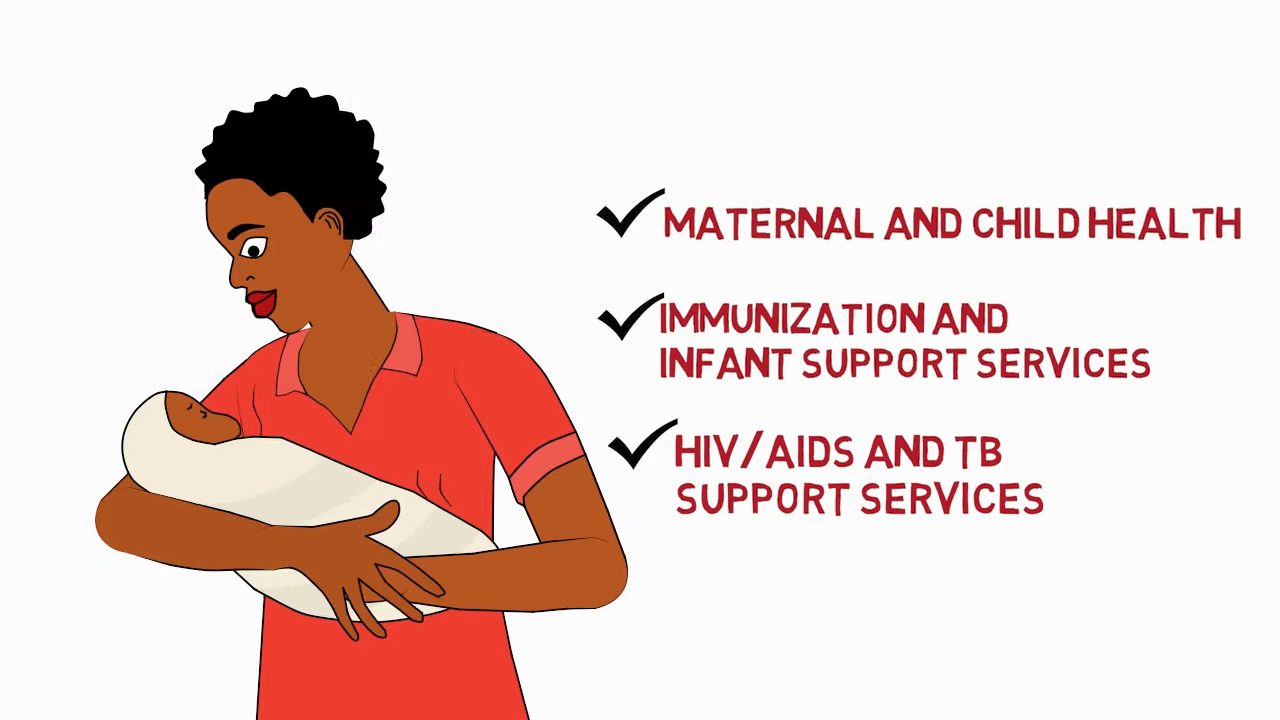 MATERNAL AND CHILD HEALTH
IMMUNIZATION AND
INFANT SUPPORT SERVICES
HIV/AIDS AND TB
SUPPORT SERVICES